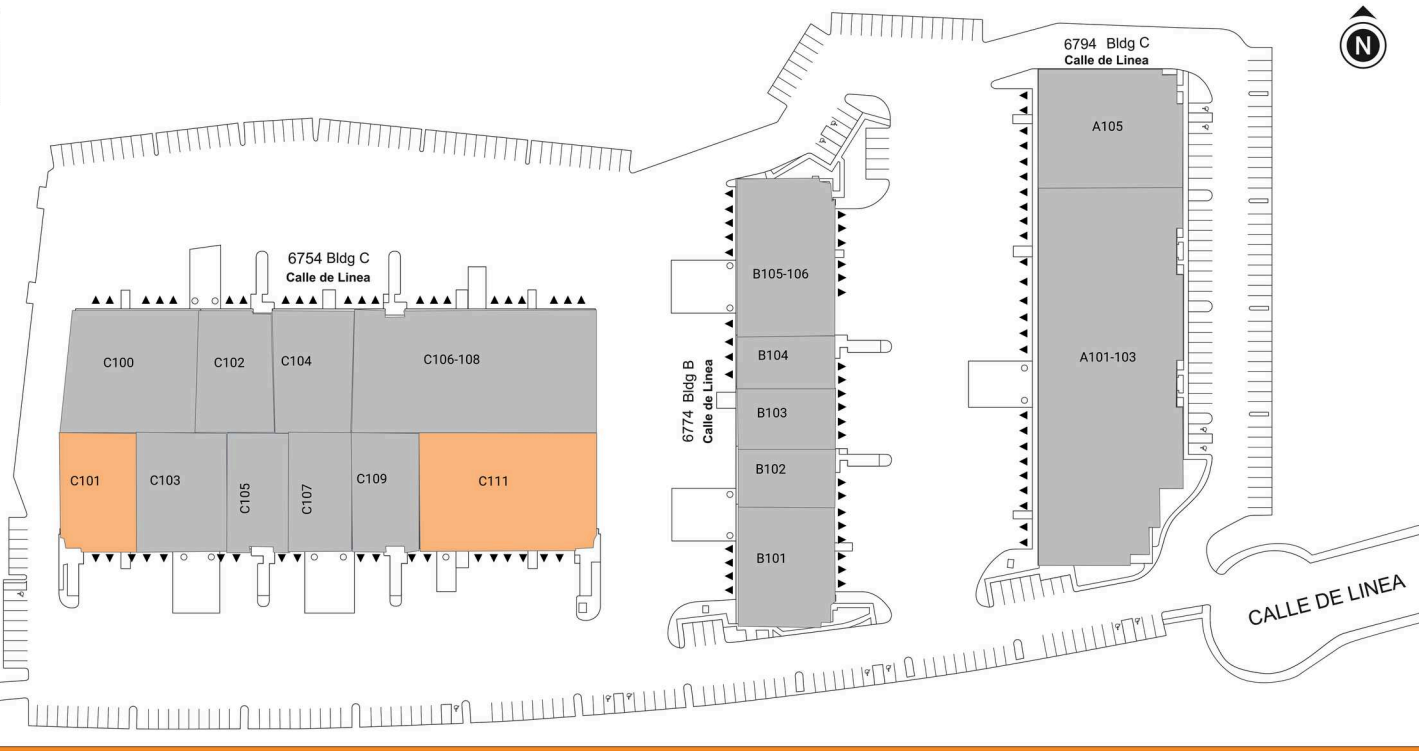 N
6794 Bldg C
Calle de Linea
A105
6754 Bldg C
Calle de Linea
B105-106
C100
C102
C104
C106-108
B104
A101-103
6774 Bldg B
Calle de Linea
B103
C101
C103
C105
C107
C109
C111
B102
B101
CALLE DE LINEA